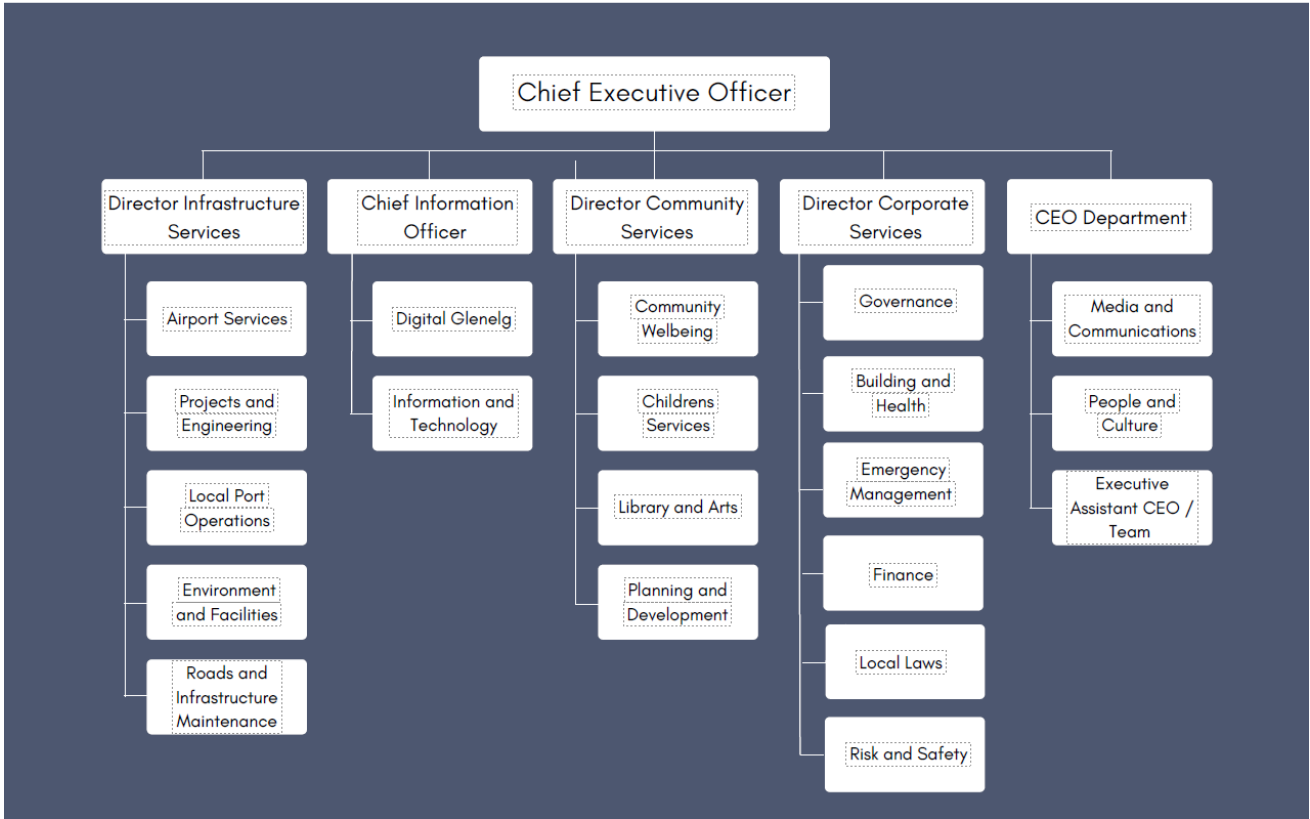 Chief Executive Officer
Director Infrastructure
Services
Chief Information
Officer
Director Community
Services
Director Corporate
Services
CEO Department
Airport Services
Projects and
Engineering
Local Port
Operations
Environment
and Facilities
Roads and
Infrastructure
Maintenance
Digital Glenelg
Information and
Technology
Community
Welbeing
Childrens
Services
Library and Arts
Planning and
Development
Governance
Building and
Health
Emergency
Management
Finance
Local Laws
Risk and Safety
Media and
Communications
People and
Culture
Executive
Assistant CEO /
Team